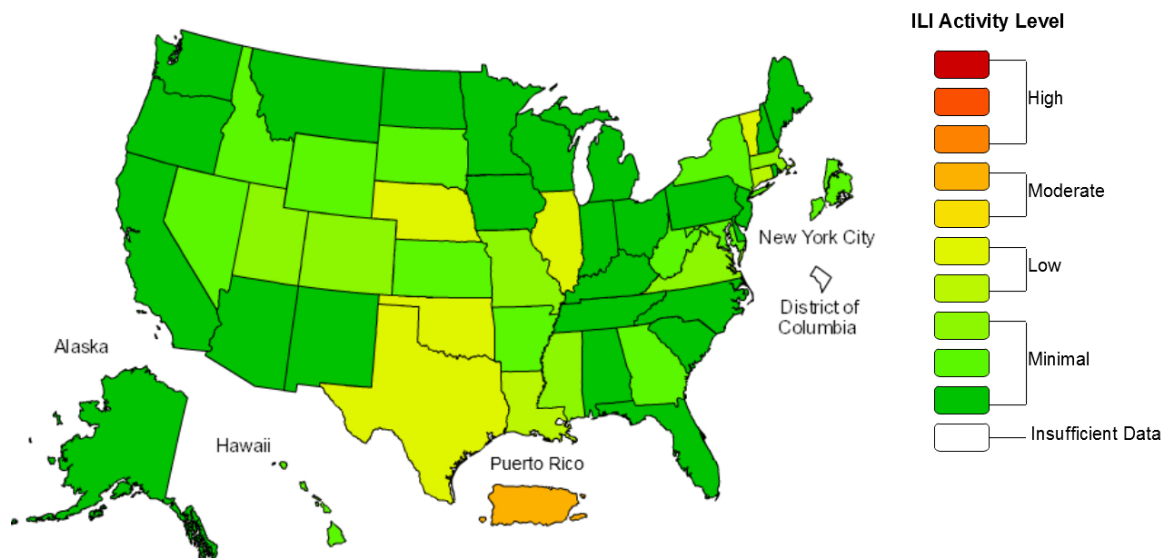 ILI Activity Level
High
Moderate
Low
Minimal
Insufficient Data
New York City
District of
Columbia
Alaska
Hawaii
Puerto Rico